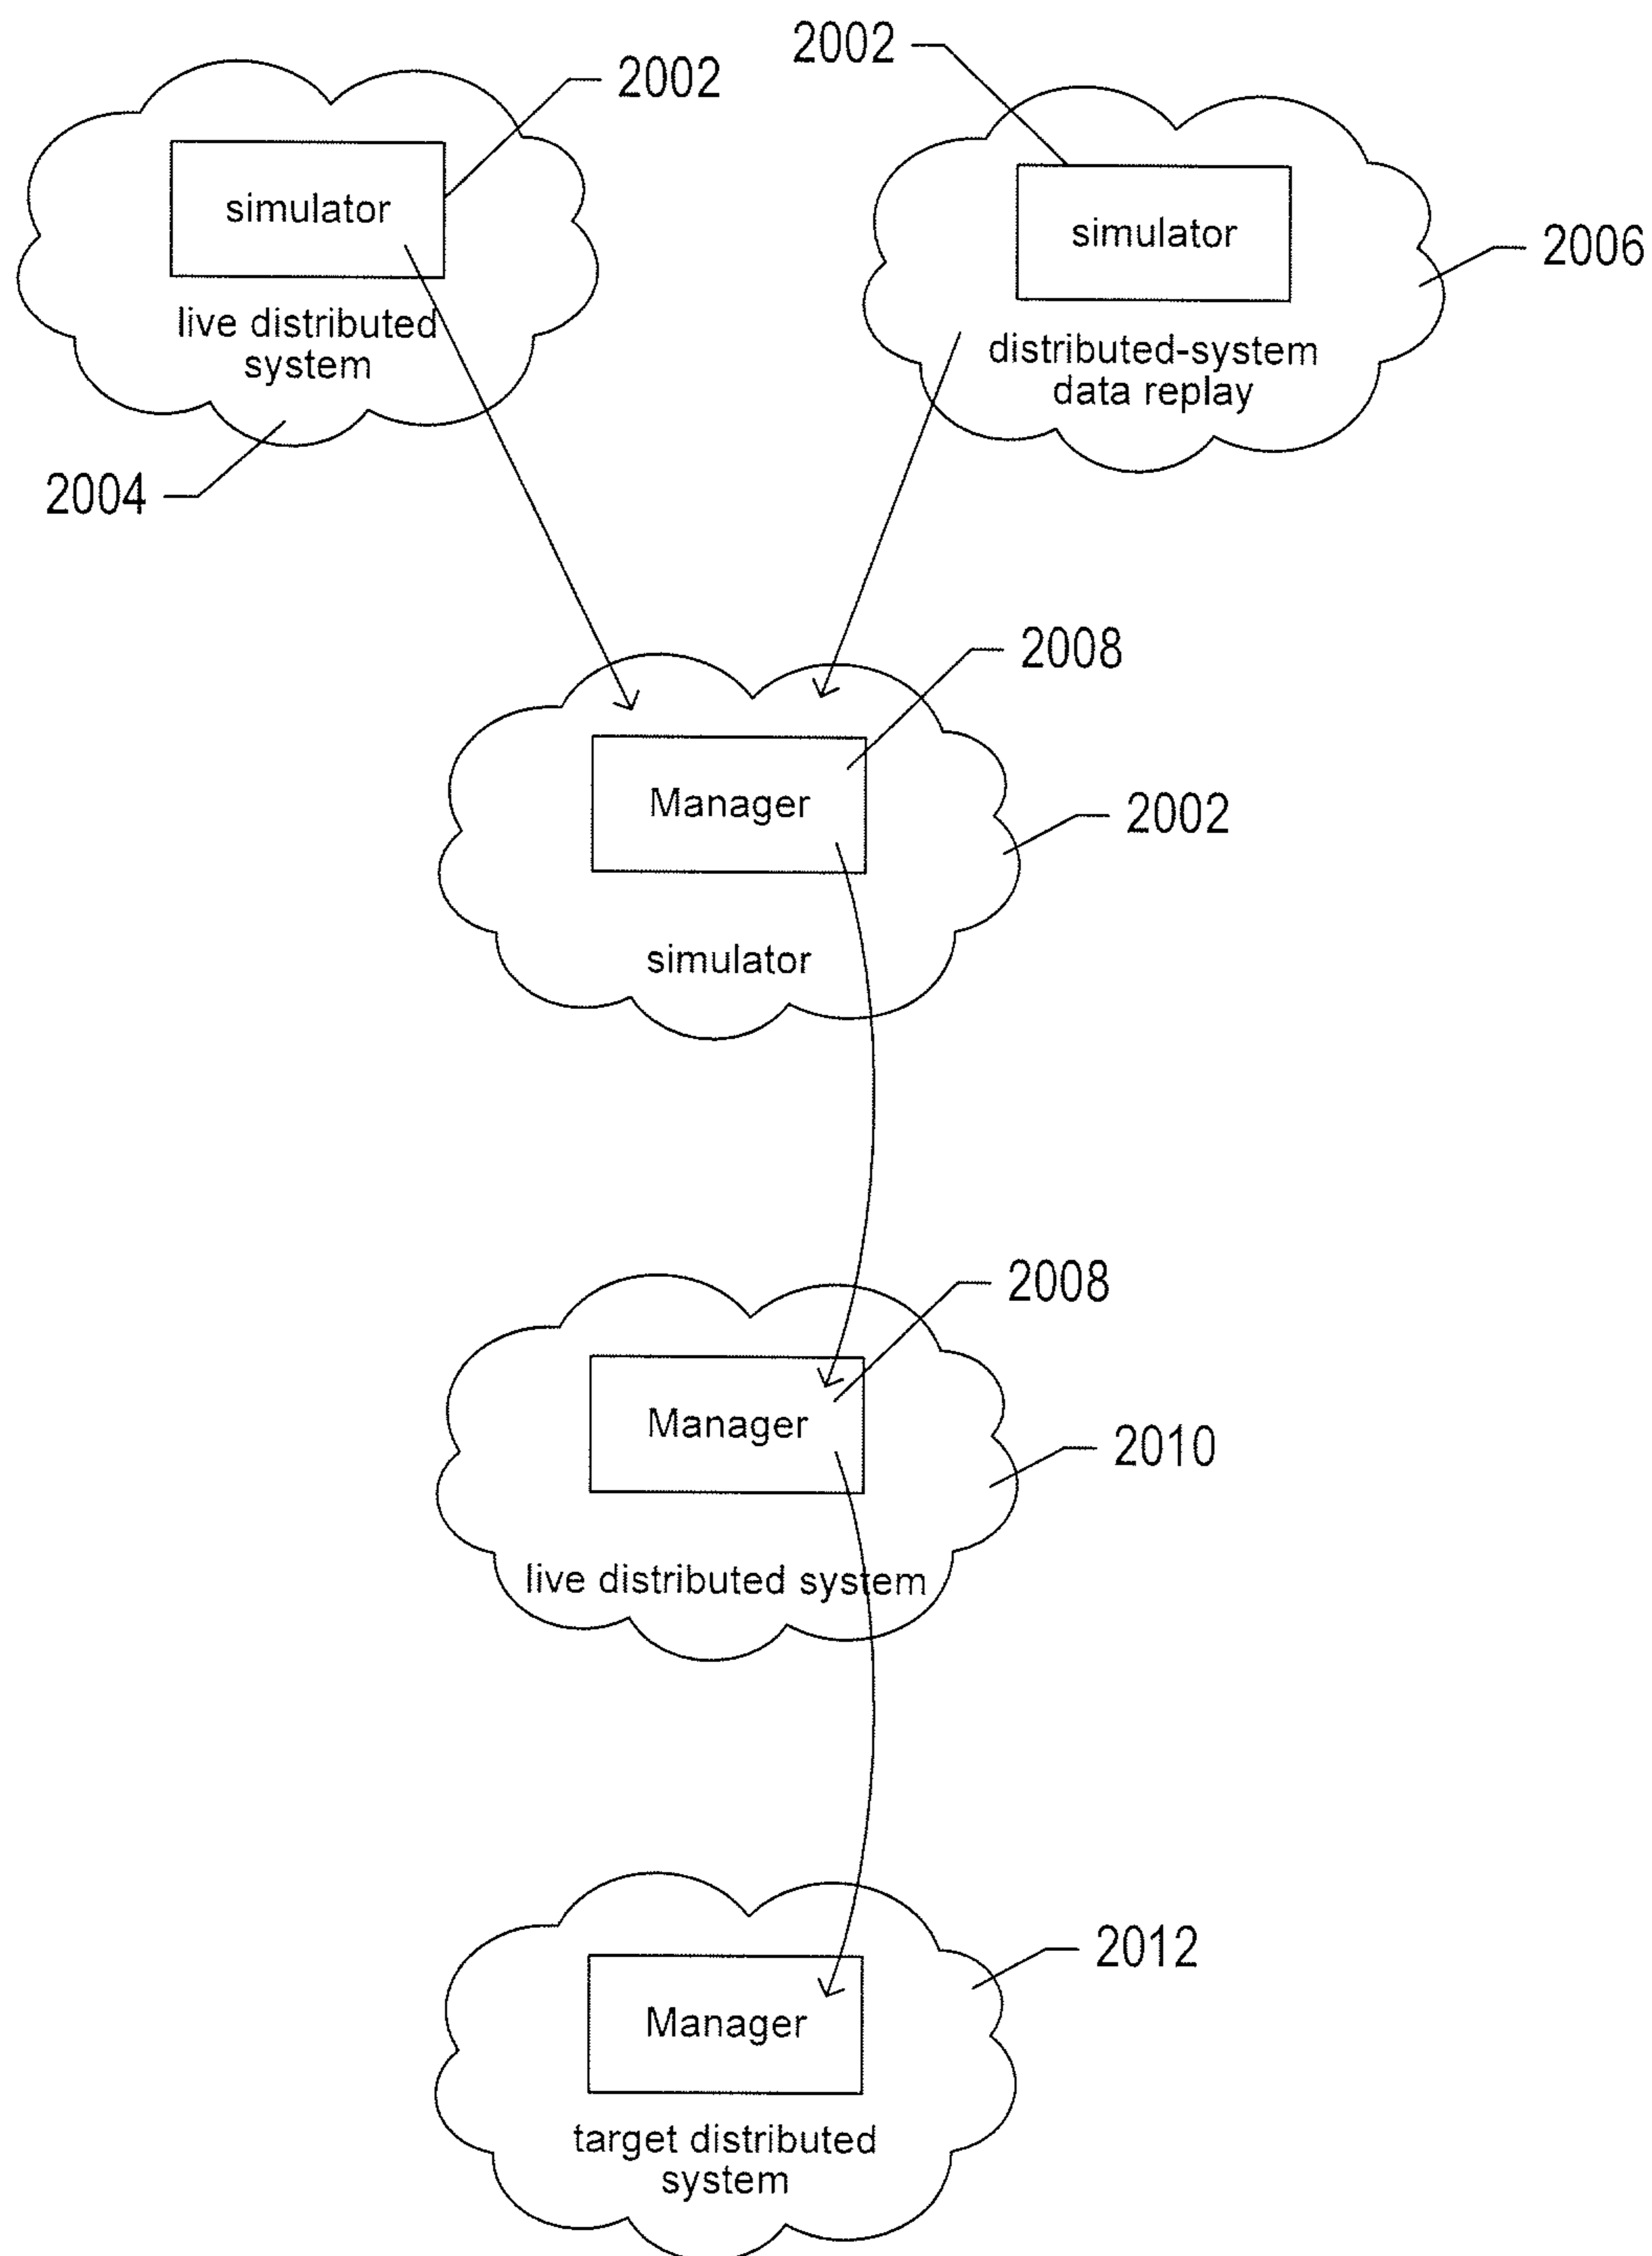 2002
2002
simulator
simulator
2006
live distributed
system
distributed-system
data replay
2004
2008
Manager
2002
simulator
2008
Manager
2010
live distributed system
2012
Manager
target distributed
system